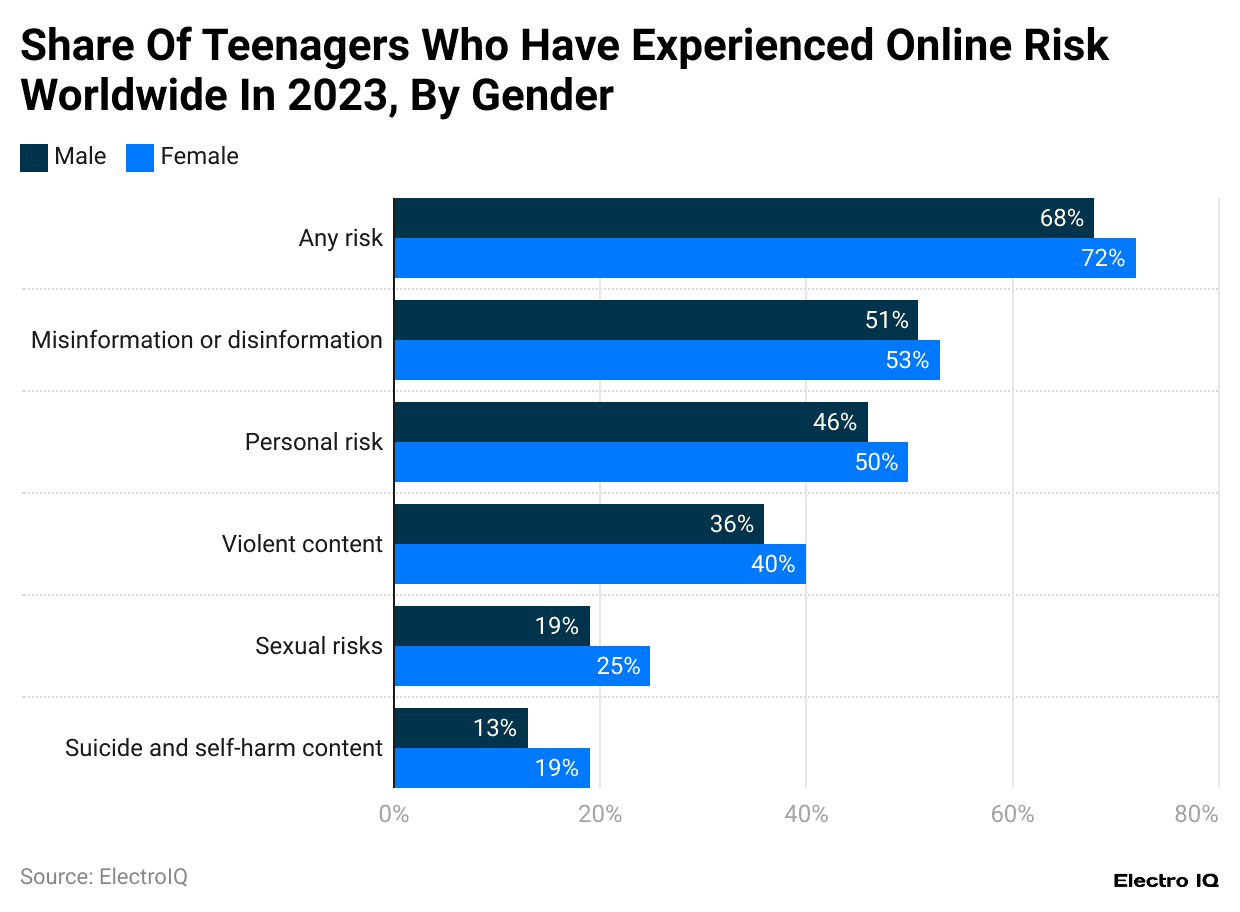 Share Of Teenagers Who Have Experienced Online Risk
Worldwide In 2023, By Gender
Male Female
Any risk
68%
72%
Misinformation or disinformation
51%
53%
Personal risk
46%
50%
Violent content
36%
40%
Sexual risks
19%
25%
Suicide and self-harm content
13%
19%
0% 20% 40% 60% 80%
Source: ElectroIQ
Electro IQ